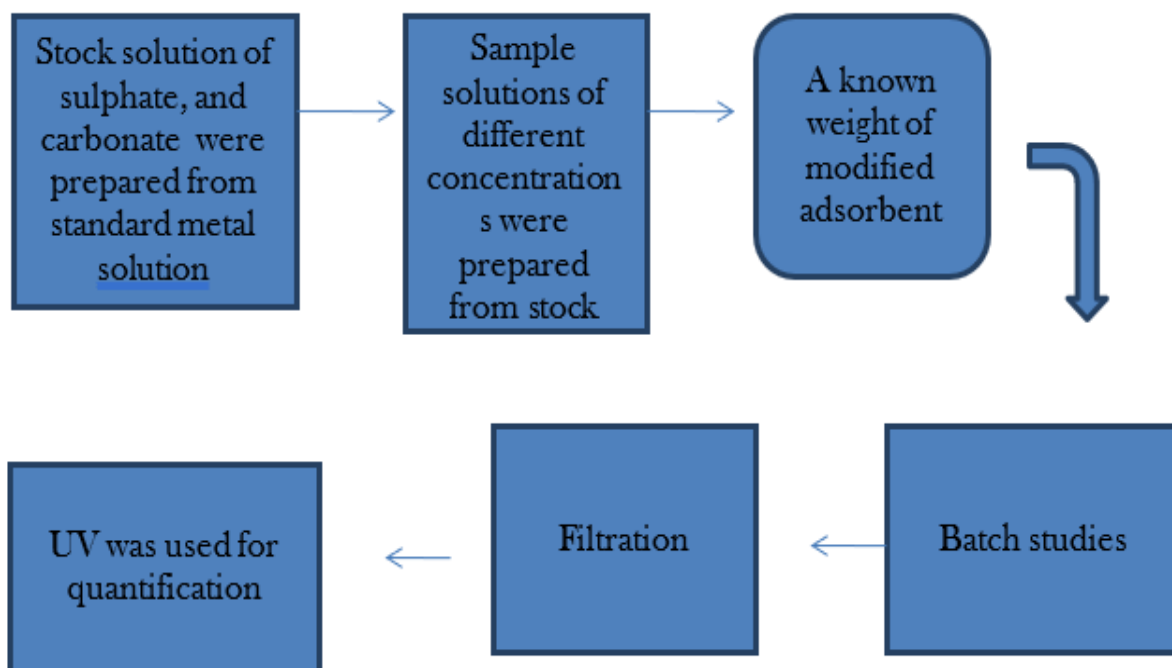 Stock solution of
sulphate, and
carbonate were
prepared from
standard metal
solution
Sample
solutions of
different
concentration
s were
prepared
from stock
A known
weight of
modified
adsorbent
Batch studies
Filtration
UV was used for
quantification